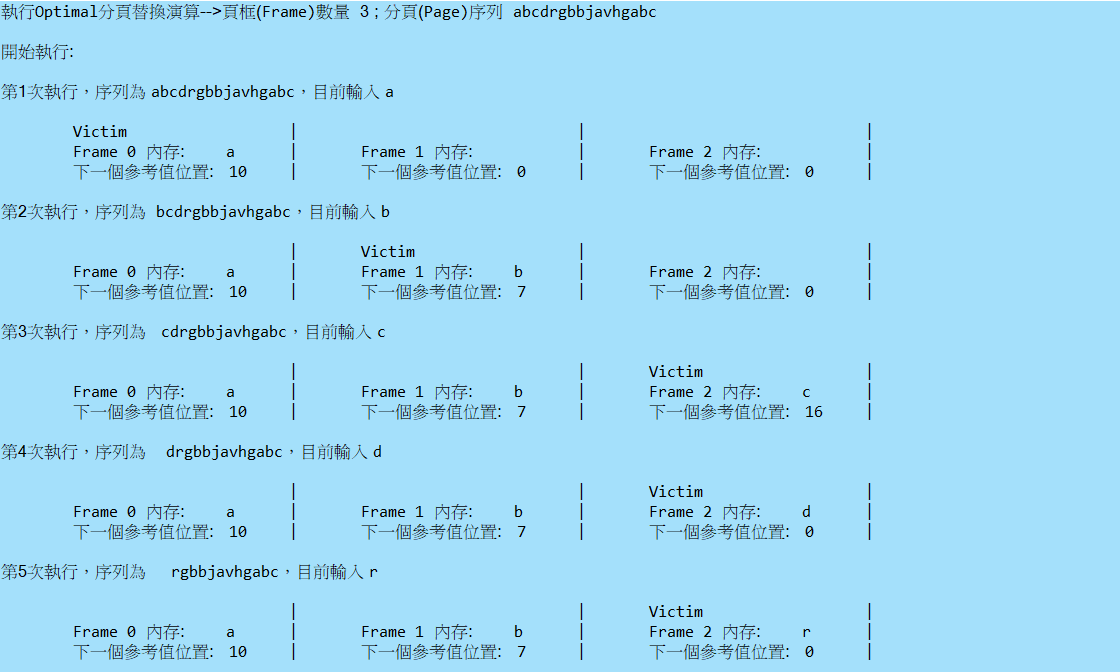 執行Optimal分頁替換演算-->頁框(Frame)數量 3;分頁(Page)序列 abcdrgbbjavhgabc
開始執行:
第1次執行,序列為 abcdrgbbjavhgabc,目前輸入 a
Victim | | |
Frame 0 內存: a | Frame 1 內存: | Frame 2 內存: |
下一個參考值位置: 10 | 下一個參考值位置: 0 | 下一個參考值位置: 0 |
第2次執行,序列為 bcdrgbbjavhgabc,目前輸入 b
| Victim | |
Frame 0 內存: a | Frame 1 內存: b | Frame 2 內存: |
下一個參考值位置: 10 | 下一個參考值位置: 7 | 下一個參考值位置: 0 |
第3次執行,序列為 cdrgbbjavhgabc,目前輸入 c
| | Victim |
Frame 0 內存: a | Frame 1 內存: b | Frame 2 內存: c |
下一個參考值位置: 10 | 下一個參考值位置: 7 | 下一個參考值位置: 16 |
第4次執行,序列為 drgbbjavhgabc,目前輸入 d
| | Victim |
Frame 0 內存: a | Frame 1 內存: b | Frame 2 內存: d |
下一個參考值位置: 10 | 下一個參考值位置: 7 | 下一個參考值位置: 0 |
第5次執行,序列為 rgbbjavhgabc,目前輸入 r
| | Victim |
Frame 0 內存: a | Frame 1 內存: b | Frame 2 內存: r |
下一個參考值位置: 10 | 下一個參考值位置: 7 | 下一個參考值位置: 0 |